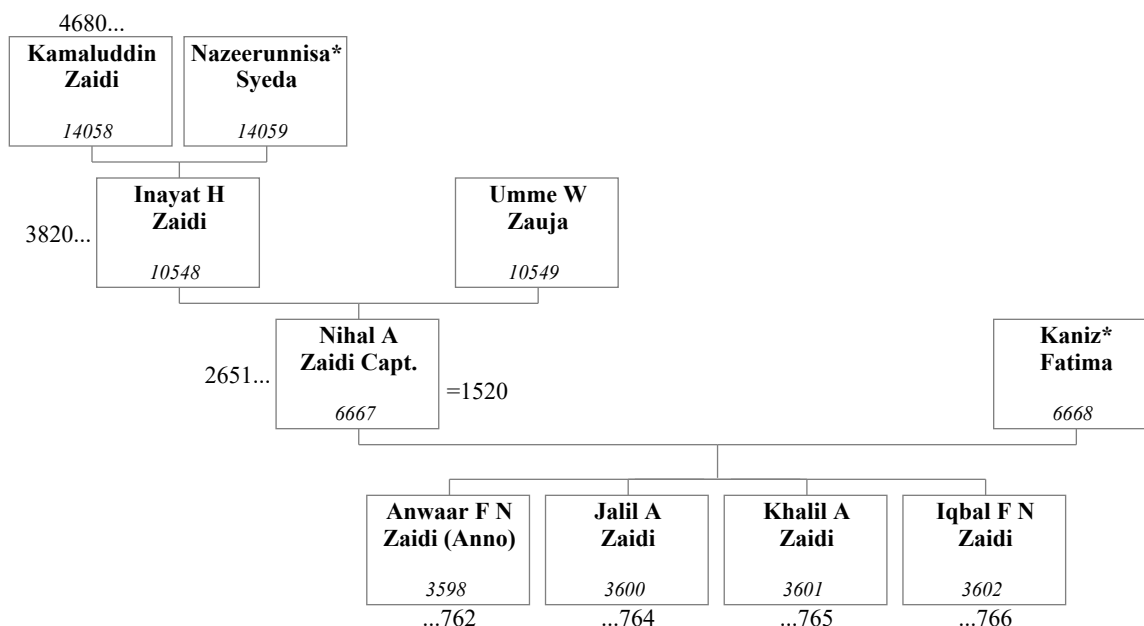 4680...
Kamaluddin
Zaidi
14058
Nazeerunnisa*
Syeda
14059
3820...
Inayat H
Zaidi
10548
Umme W
Zauja
10549
2651...
Nihal A
Zaidi Capt.
6667
=1520
Kaniz*
Fatima
6668
Anwaar F N
Zaidi (Anno)
3598
...762
Jalil A
Zaidi
3600
...764
Khalil A
Zaidi
3601
...765
Iqbal F N
Zaidi
3602
...766